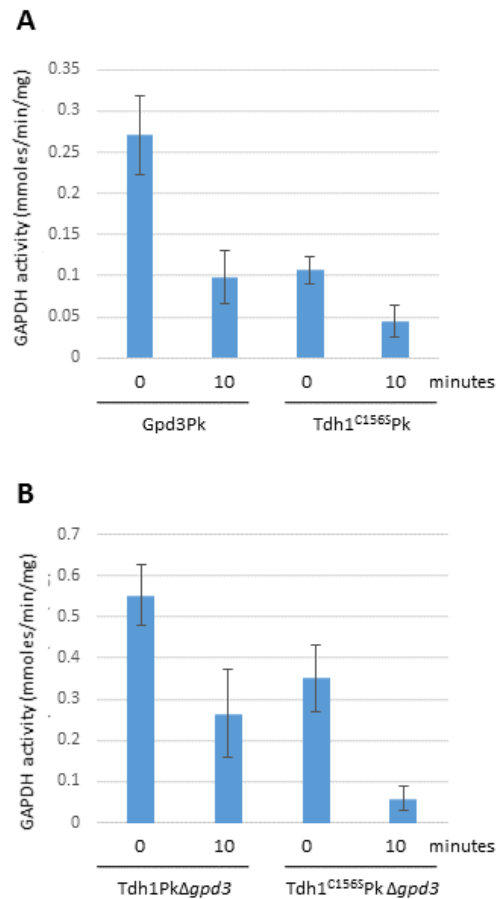 A
GAPDH activity (mmoles/min/mg)
0.35
0.3
0.25
0.2
0.15
0.1
0.05
0
0 10 0 10 minutes
Gpd3Pk Tdh1C156SPk
B
GAPDH activity (mmoles/min/mg)
0.7
0.6
0.5
0.4
0.3
0.2
0.1
0
0 10 0 10 minutes
Tdh1PkΔgpd3 Tdh1C156SPk Δgpd3